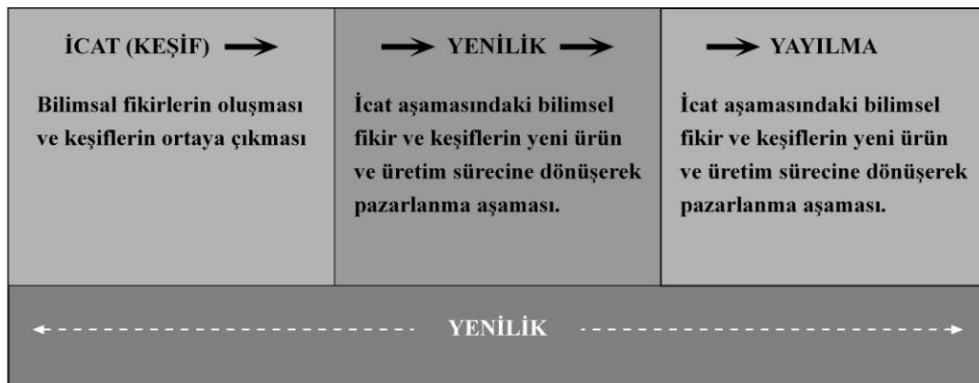 İCAT (KEŞİF)
Bilimsal fikirlerin oluşması
ve keşiflerin ortaya çıkması
YENİLİK
İcat aşamasındaki bilimsel
fikir ve keşiflerin yeni ürün
ve üretim sürecine dönüşerek
pazarlanma aşaması.
YAYILMA
İcat aşamasındaki bilimsel
fikir ve keşiflerin yeni ürün
ve üretim sürecine dönüşerek
pazarlanma aşaması.
YENİLİK